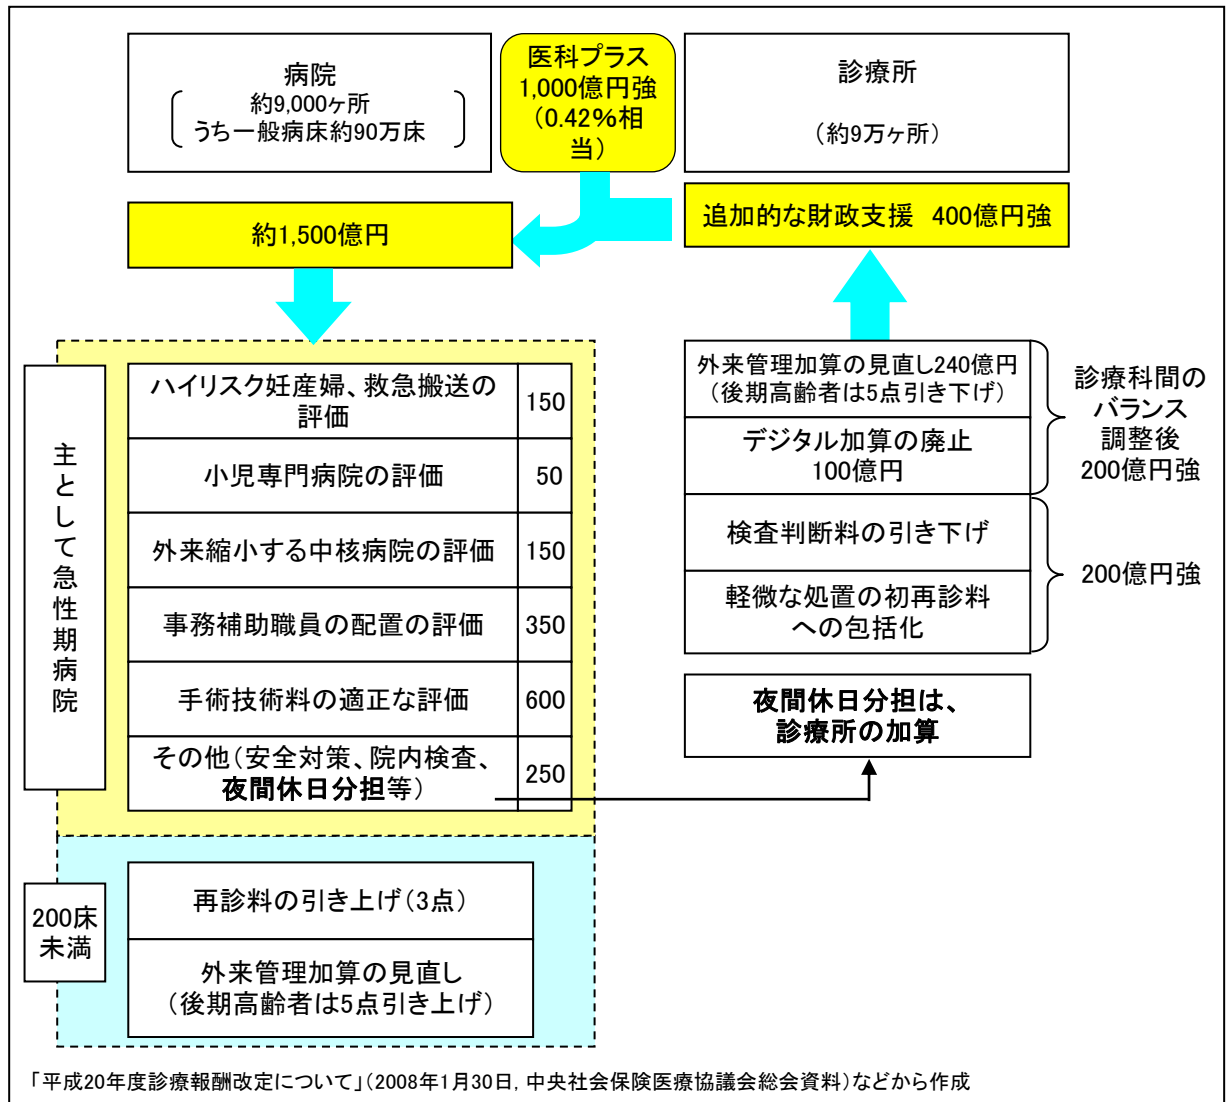 病院
約9,000ヶ所
うち一般病床約90万床
医科プラス
1,000億円強
（0.42%相
当）
診療所
（約9万ヶ所）
約1,500億円
追加的な財政支援　400億円強
主として急性期病院
ハイリスク妊産婦、救急搬送の
評価
150
小児専門病院の評価
50
外来縮小する中核病院の評価
150
事務補助職員の配置の評価
350
手術技術料の適正な評価
600
その他（安全対策、院内検査、
夜間休日分担等）
250
外来管理加算の見直し240億円
（後期高齢者は5点引き下げ）
デジタル加算の廃止
100億円
診療科間の
バランス
調整後
200億円強
検査判断料の引き下げ
軽微な処置の初再診料
への包括化
200億円強
夜間休日分担は、
診療所の加算
200床
未満
再診料の引き上げ（3点）
外来管理加算の見直し
（後期高齢者は5点引き上げ）
「平成20年度診療報酬改定について」（2008年1月30日, 中央社会保険医療協議会総会資料）などから作成